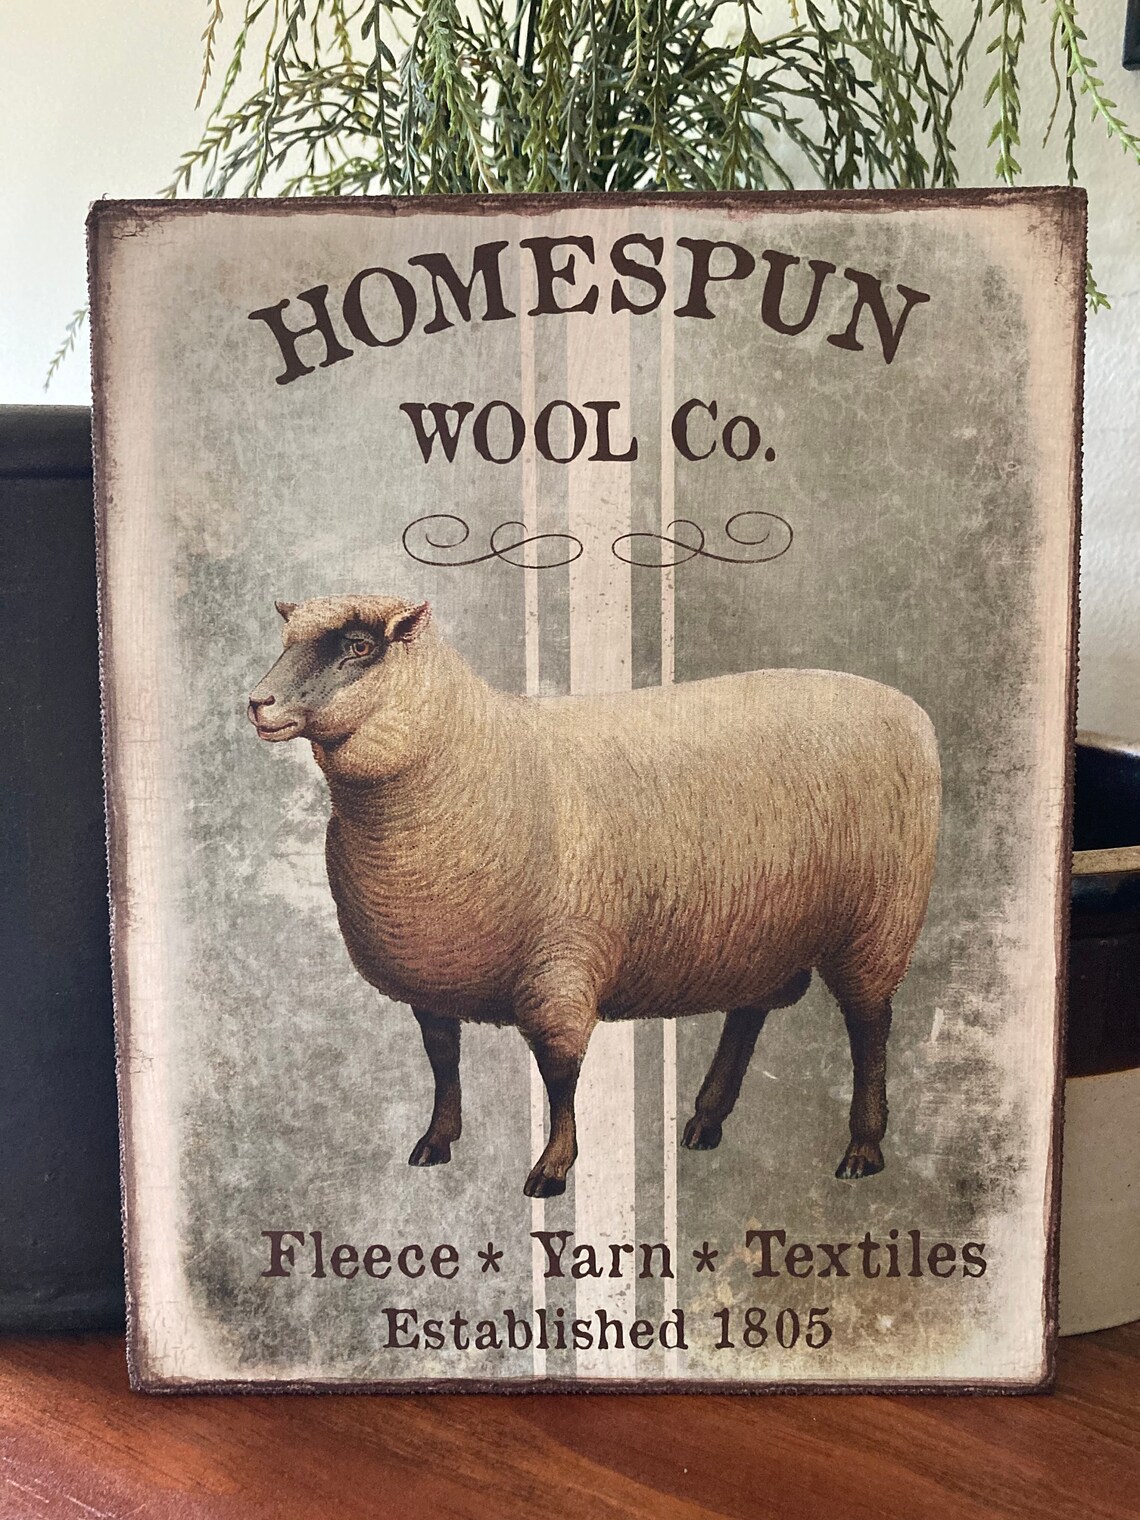 HOMESPUN
WOOL Co.
Fleece * Yarn * Textiles
Established 1805